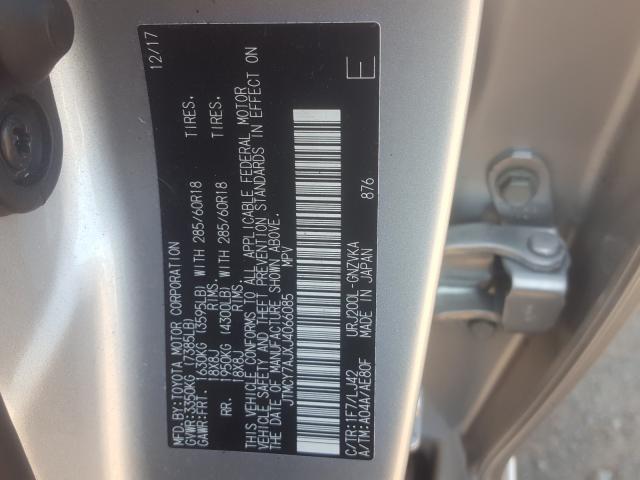 MFD.BY:TOYOTA MOTOR CORPORATION 12/17
GVWR:3350KG (7385LB)
GAWR:FRT. 1630KG (3595LB) WITH 285/60R18 TIRES.
18X8J RIMS.
RR. 1950KG (4300LB) WITH 285/60R18 TIRES.
18X8J RIMS.
THIS VEHICLE CONFORMS TO ALL APPLICABLE FEDERAL MOTOR
VEHICLE SAFETY AND THEFT PREVENTION STANDARDS IN EFFECT ON
THE DATE OF MANUFACTURE SHOWN ABOVE.
JTMCY7AJXJ4066085 MPV E
C/TR:1F7/LJ42 URJ200L-GNZVKA 876
A/TM:A04A/AE80F MADE IN JAPAN